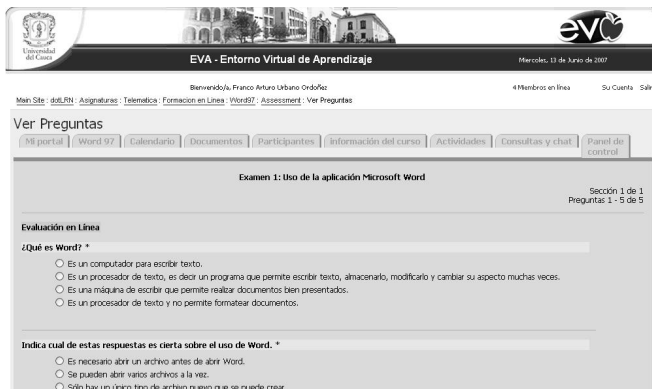 Universidad
del Cauca
evc
EVA - Entorno Virtual de Aprendizaje
Miercoles, 13 de Junio de 2007
Bienvenido/a, Franco Arturo Urbano Ordoñez
4 Miembros en línea
Su Cuenta
Salir
Main Site : dotLRN : Asignaturas : Telematica : Formacion en Linea : Word97 : Assessment : Ver Preguntas
Ver Preguntas
Mi portal
Word 97
Calendario
Documentos
Participantes
Información del curso
Actividades
Consultas y chat
Panel de
control
Examen 1: Uso de la aplicación Microsoft Word
Sección 1 de 1
Preguntas 1 - 5 de 5
Evaluación en Línea
¿Qué es Word? *
Es un computador para escribir texto.
Es un procesador de texto, es decir un programa que permite escribir texto, almacenarlo, modificarlo y cambiar su aspecto muchas veces.
Es una máquina de escribir que permite realizar documentos bien presentados.
Es un procesador de texto y no permite formatear documentos.
Indica cual de estas respuestas es cierta sobre el uso de Word. *
Es necesario abrir un archivo antes de abrir Word.
Se pueden abrir varios archivos a la vez.
Sólo hay un único tipo de archivo nuevo que se puede crear.